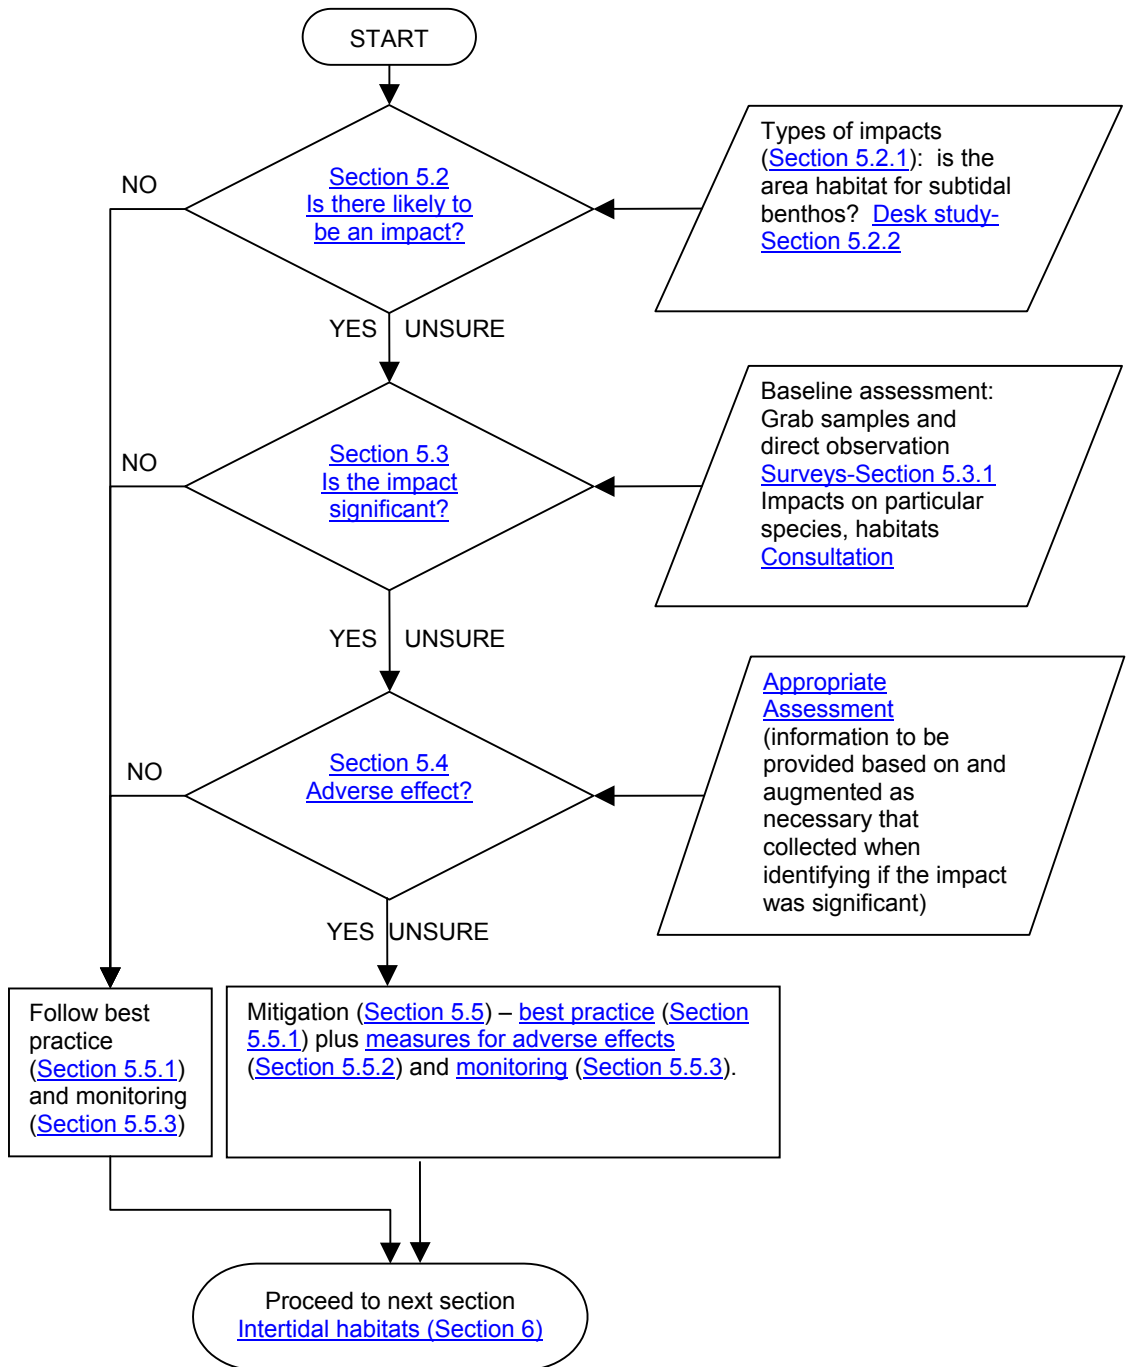 START
Types of impacts
(Section 5.2.1):  is the
area habitat for subtidal
benthos?  Desk study-
Section 5.2.2
NO
Section 5.2
Is there likely to
be an impact?
YES UNSURE
Baseline assessment:
Grab samples and
direct observation
Surveys-Section 5.3.1
Impacts on particular
species, habitats
Consultation
NO
Section 5.3
Is the impact
significant?
YES UNSURE
Appropriate
Assessment
(information to be
provided based on and
augmented as
necessary that
collected when
identifying if the impact
was significant)
NO
Section 5.4
Adverse effect?
YES UNSURE
Follow best
practice
(Section 5.5.1)
and monitoring
(Section 5.5.3)
Mitigation (Section 5.5) – best practice (Section
5.5.1) plus measures for adverse effects
(Section 5.5.2) and monitoring (Section 5.5.3).
Proceed to next section
Intertidal habitats (Section 6)